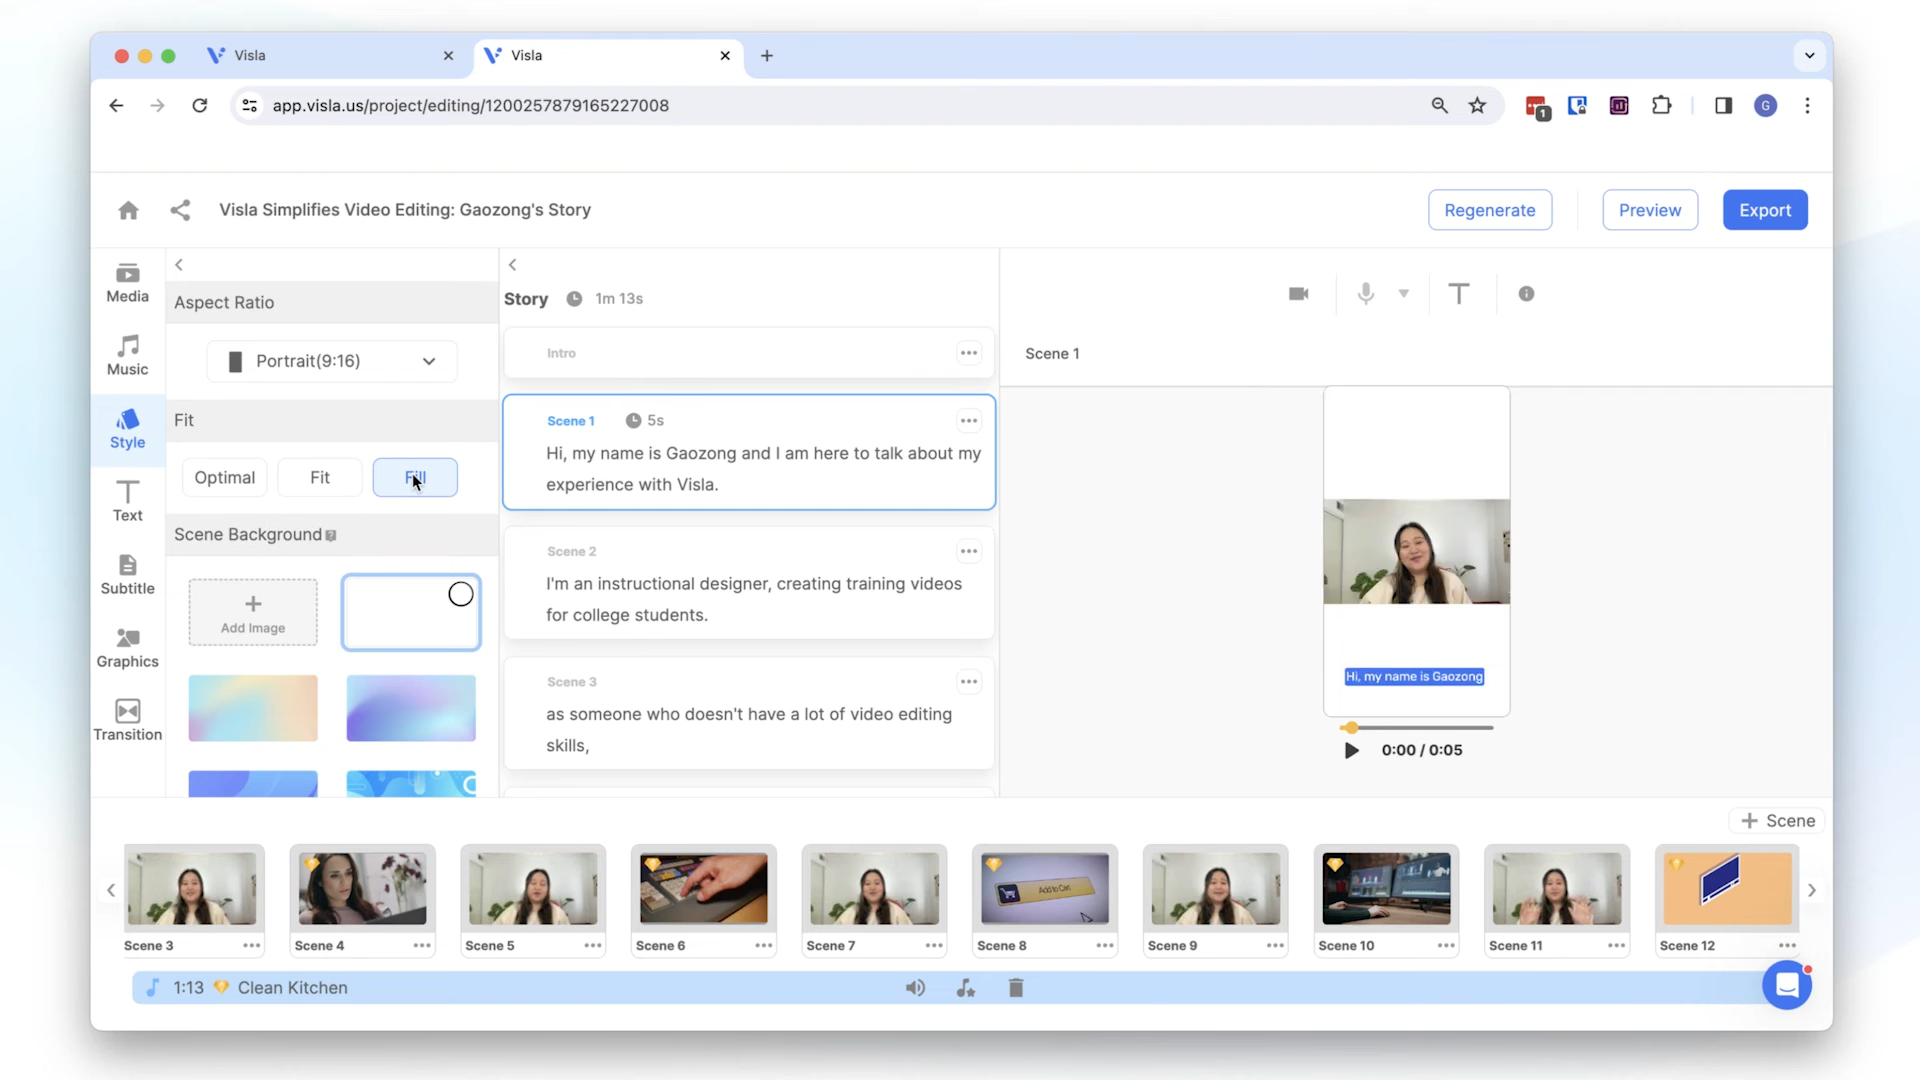 Visla
Visla
app.visla.us/project/editing/1200257879165227008
1
G
Visla Simplifies Video Editing: Gaozong's Story
Regenerate
Preview
Export
Media
Music
Style
Text
Subtitle
Graphics
Transition
Aspect Ratio
Portrait(9:16)
Fit
Optimal
Fit
Fill
Scene Background
Add Image
Story
1m 13s
Intro
Scene 1
5s
Hi, my name is Gaozong and I am here to talk about my
experience with Visla.
Scene 2
I'm an instructional designer, creating training videos
for college students.
Scene 3
as someone who doesn't have a lot of video editing
skills,
Scene 1
Hi, my name is Gaozong
0:00 / 0:05
+ Scene
Add to Cart
Scene 3
Scene 4
Scene 5
Scene 6
Scene 7
Scene 8
Scene 9
Scene 10
Scene 11
Scene 12
1:13
Clean Kitchen